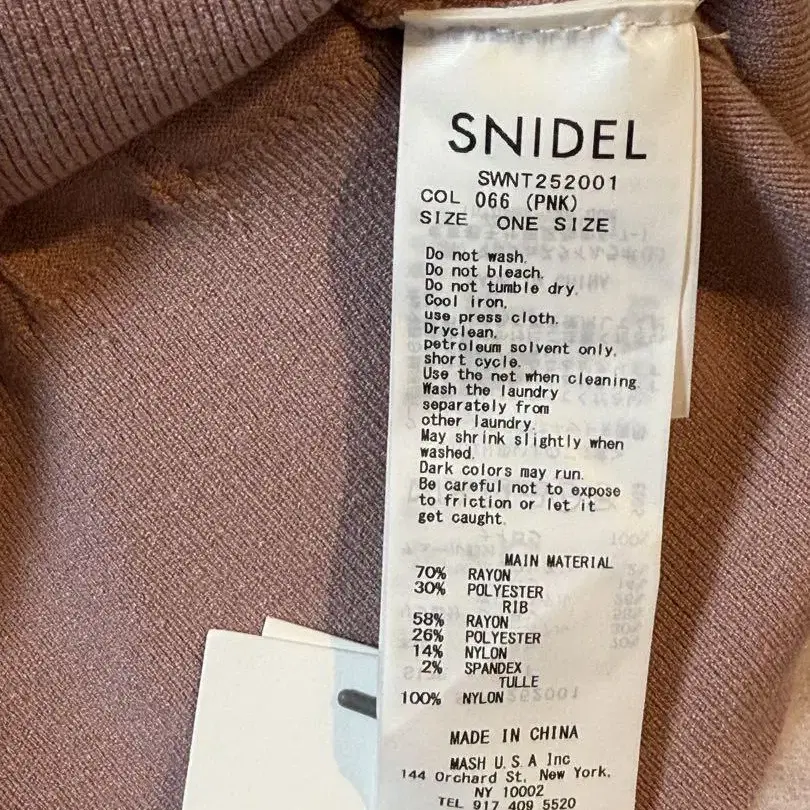 SNIDEL
SWNT252001
COL 066 (PNK)
SIZE ONE SIZE
Do not wash.
Do not bleach.
Do not tumble dry.
Cool iron.
use press cloth.
Dryclean.
petroleum solvent only.
short cycle.
Use the net when cleaning
Wash the laundry
separately from
other laundry.
May shrink slightly when
washed.
Dark colors may run.
Be careful not to expose
to friction or let it
get caught.
MAIN MATERIAL
70% RAYON
30% POLYESTER
RIB
58% RAYON
26% POLYESTER
14% NYLON
2% SPANDEX
TULLE
100% NYLON
MADE IN CHINA
MASH U.S.A Inc
144 Orchard St, New York,
NY 10002
TEL 917 409 5520